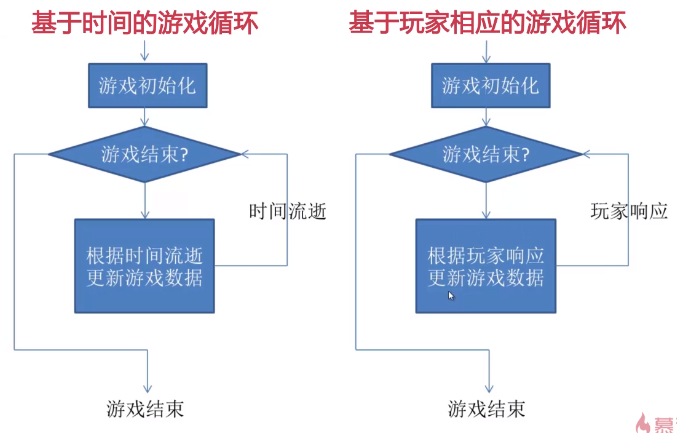 基于时间的游戏循环
游戏初始化
游戏结束?
时间流逝
根据时间流逝
更新游戏数据
游戏结束
基于玩家相应的游戏循环
游戏初始化
游戏结束?
玩家响应
根据玩家响应
更新游戏数据
游戏结束
慕